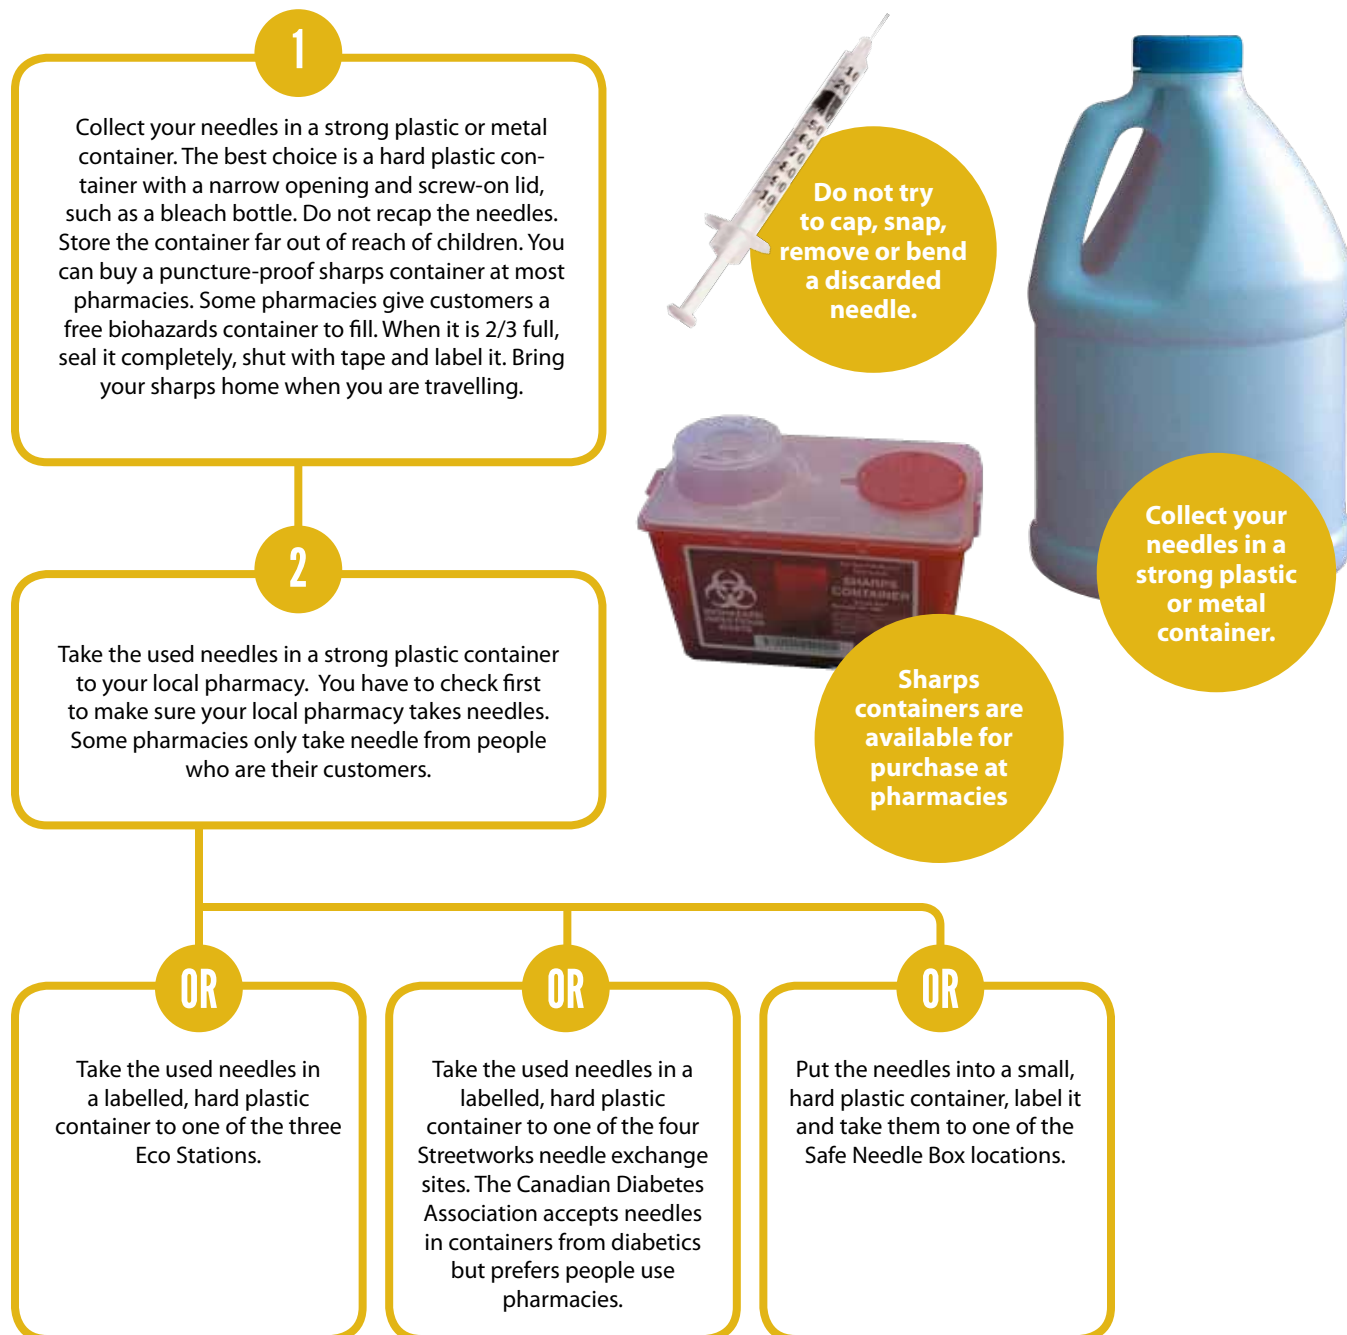 1
Collect your needles in a strong plastic or metal
container. The best choice is a hard plastic con-
tainer with a narrow opening and screw-on lid,
such as a bleach bottle. Do not recap the needles.
Store the container far out of reach of children. You
can buy a puncture-proof sharps container at most
pharmacies. Some pharmacies give customers a
free biohazards container to fill. When it is 2/3 full,
seal it completely, shut with tape and label it. Bring
your sharps home when you are travelling.
Do not try
to cap, snap,
remove or bend
a discarded
needle.
SHARPS
CONTAINER
BIOHAZARD
INFECTIOUS
WASTE
Collect your
needles in a
strong plastic
or metal
container.
Sharps
containers are
available for
purchase at
pharmacies
2
Take the used needles in a strong plastic container
to your local pharmacy. You have to check first
to make sure your local pharmacy takes needles.
Some pharmacies only take needle from people
who are their customers.
OR
Take the used needles in
a labelled, hard plastic
container to one of the three
Eco Stations.
OR
Take the used needles in a
labelled, hard plastic
container to one of the four
Streetworks needle exchange
sites. The Canadian Diabetes
Association accepts needles
in containers from diabetics
but prefers people use
pharmacies.
OR
Put the needles into a small,
hard plastic container, label it
and take them to one of the
Safe Needle Box locations.